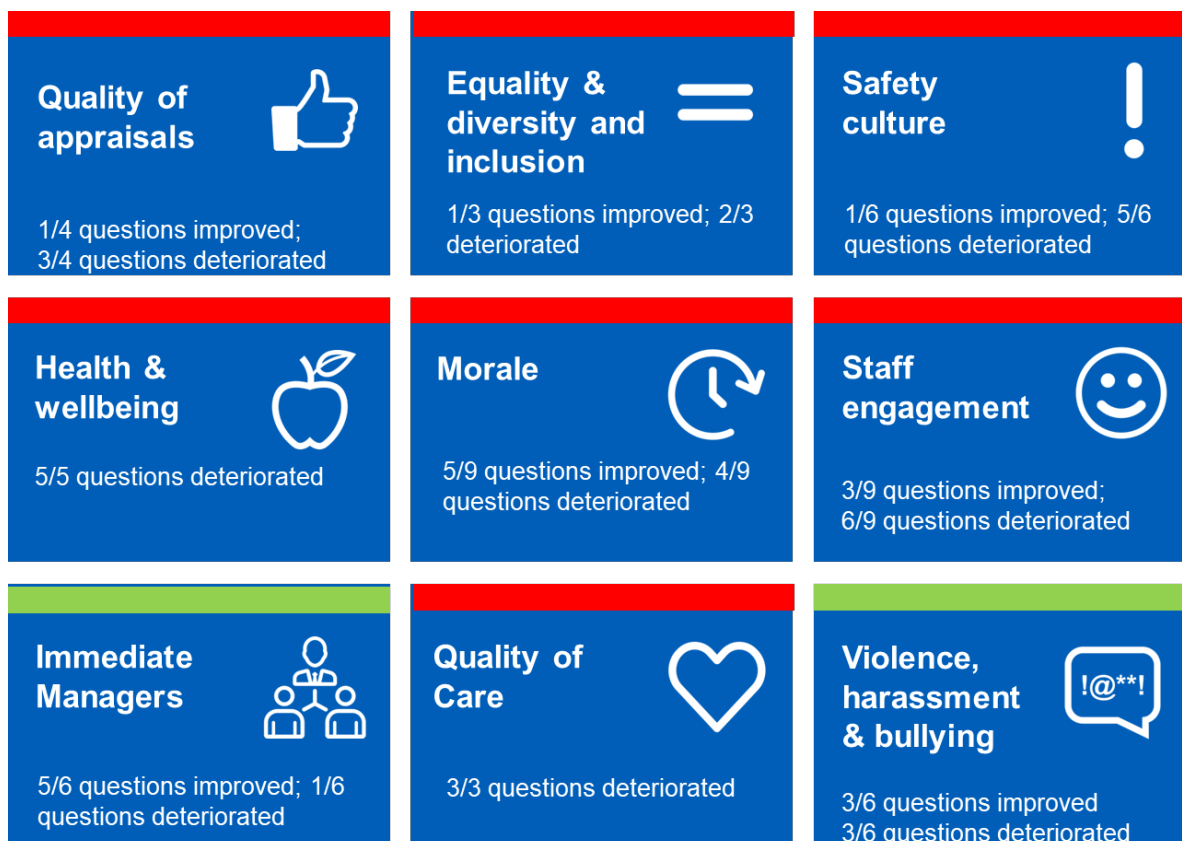 Quality of
appraisals
1/4 questions improved;
3/4 questions deteriorated
Equality &
diversity and
inclusion
1/3 questions improved; 2/3
deteriorated
Safety
culture
1/6 questions improved; 5/6
questions deteriorated
Health &
wellbeing
5/5 questions deteriorated
Morale
5/9 questions improved; 4/9
questions deteriorated
Staff
engagement
3/9 questions improved;
6/9 questions deteriorated
Immediate
Managers
5/6 questions improved; 1/6
questions deteriorated
Quality of
Care
3/3 questions deteriorated
Violence,
harassment
& bullying
!@**!
3/6 questions improved
3/6 questions deteriorated